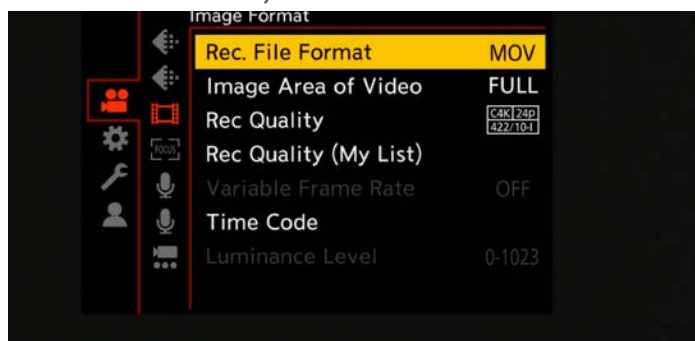 Image Format
Rec. File Format MOV
Image Area of Video FULL
Rec Quality C4K 24p 422/10-I
Rec Quality (My List)
FOCUS
Variable Frame Rate OFF
Time Code
Luminance Level 0-1023